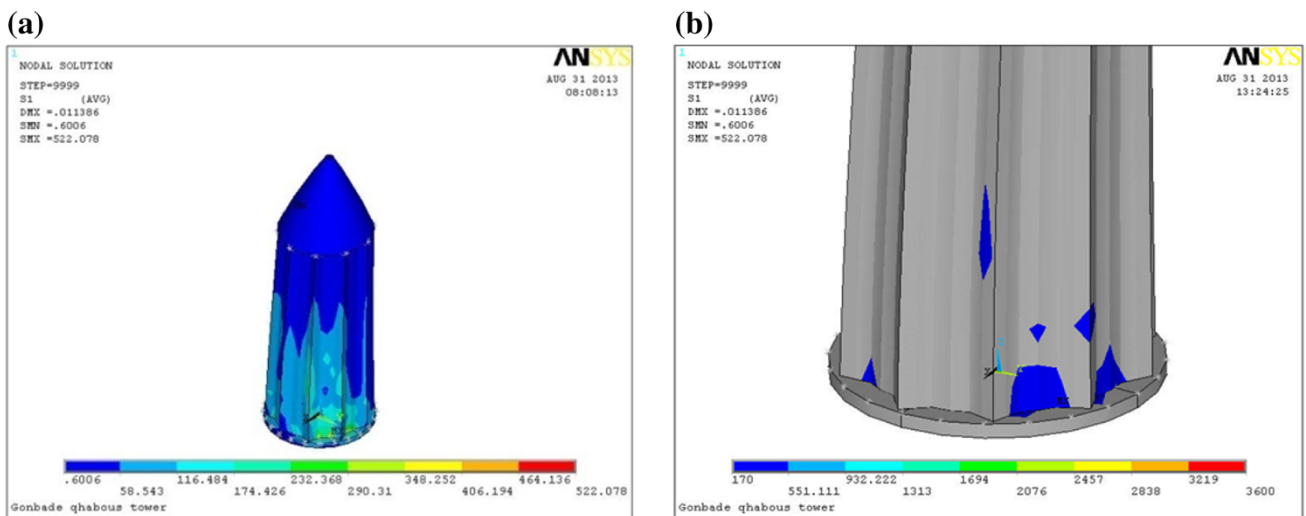 (a)
1
NODAL SOLUTION
STEP=9999
S1 (AVG)
DMX =.011386
SMN =.6006
SMX =522.078
ANSYS
AUG 31 2013
08:08:13
.6006 116.484 232.368 348.252 464.136
58.543 174.426 290.31 406.194 522.078
Gonbade qhabous tower
(b)
1
NODAL SOLUTION
STEP=9999
S1 (AVG)
DMX =.011386
SMN =.6006
SMX =522.078
ANSYS
AUG 31 2013
13:24:25
Z
170 932.222 1694 2457 3219
551.111 1313 2076 2838 3600
Gonbade qhabous tower